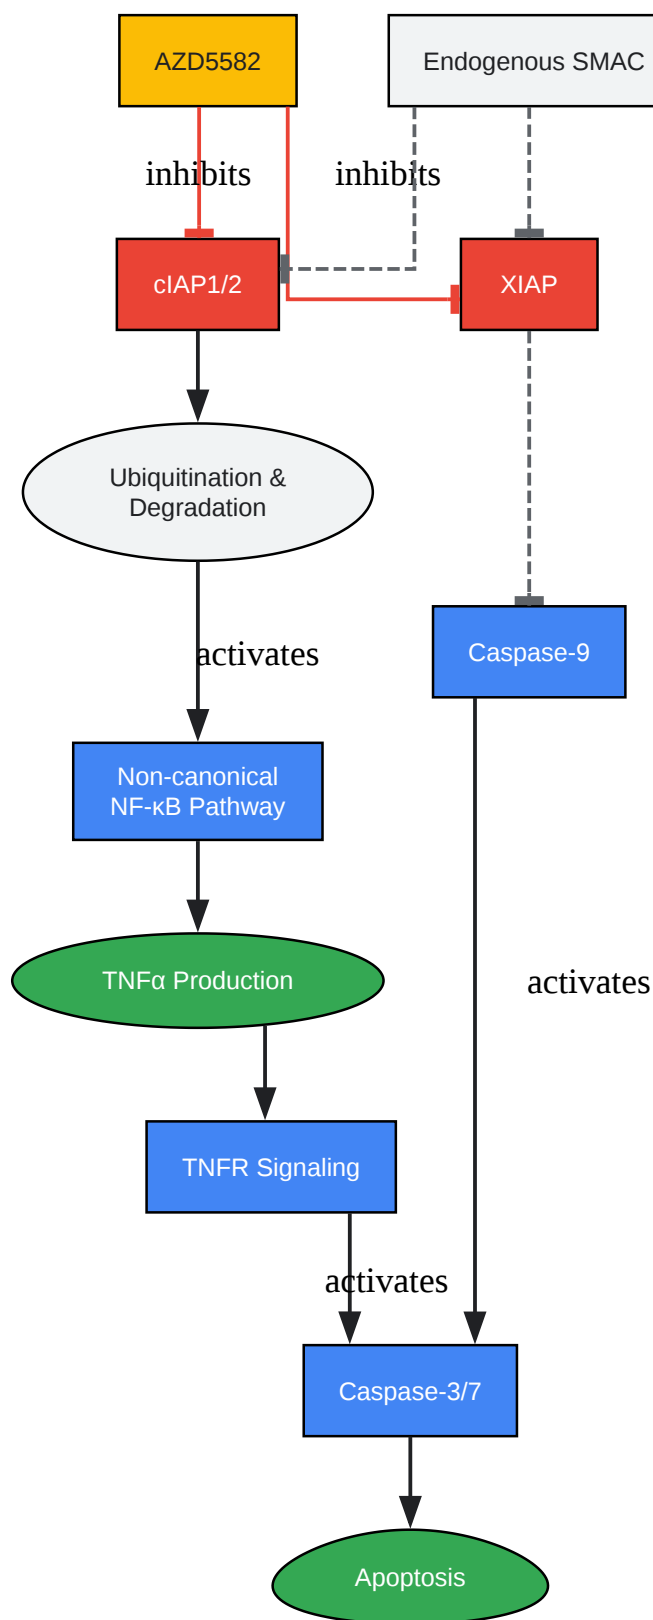 AZD5582
Endogenous SMAC
inhibits
inhibits
cIAP1/2
XIAP
Ubiquitination &
Degradation
activates
Caspase-9
Non-canonical
NF-κB Pathway
TNFα Production
activates
TNFR Signaling
activates
Caspase-3/7
Apoptosis